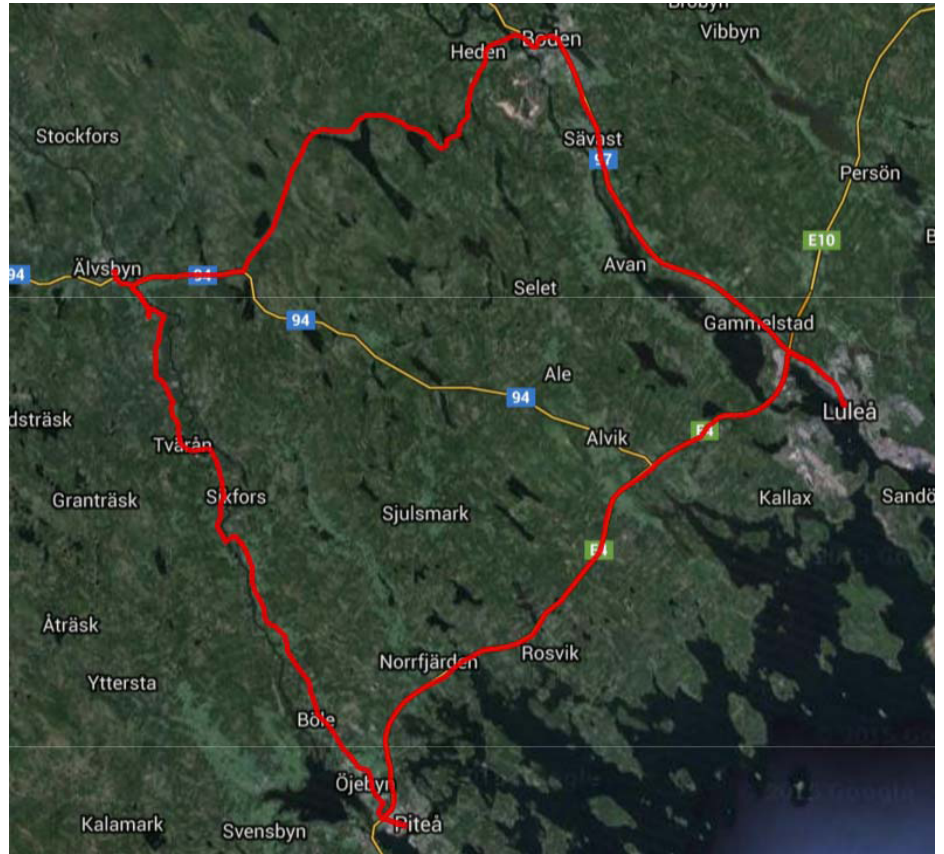 Boden
Heden
Vibbyn
Stockfors
Sävast
97
Persön
E10
94
Älvsbyn
94
Avan
Selet
94
Gammelstad
Ale
94
Luleå
dsträsk
Alvik
E4
Tvärån
Granträsk
Sikfors
Sjulsmark
Kallax
Sandö
E4
Åträsk
Norrfjärden
Rosvik
Yttersta
Böle
Öjebyn
Kalamark
Svensbyn
Piteå